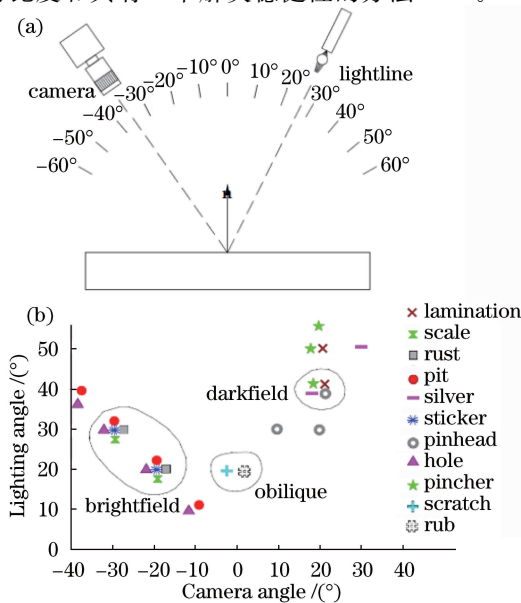 (a)
camera
lightline
−60° −50° −40° −30° −20° −10° 0° 10° 20° 30° 40° 50° 60°
n
(b)
Lighting angle /(°)
50
40
30
20
10
0
−40 −30 −20 −10 0 10 20 30 40
Camera angle /(°)
darkfield
brightfield
obilique
lamination
scale
rust
pit
silver
sticker
pinhead
hole
pincher
scratch
rub